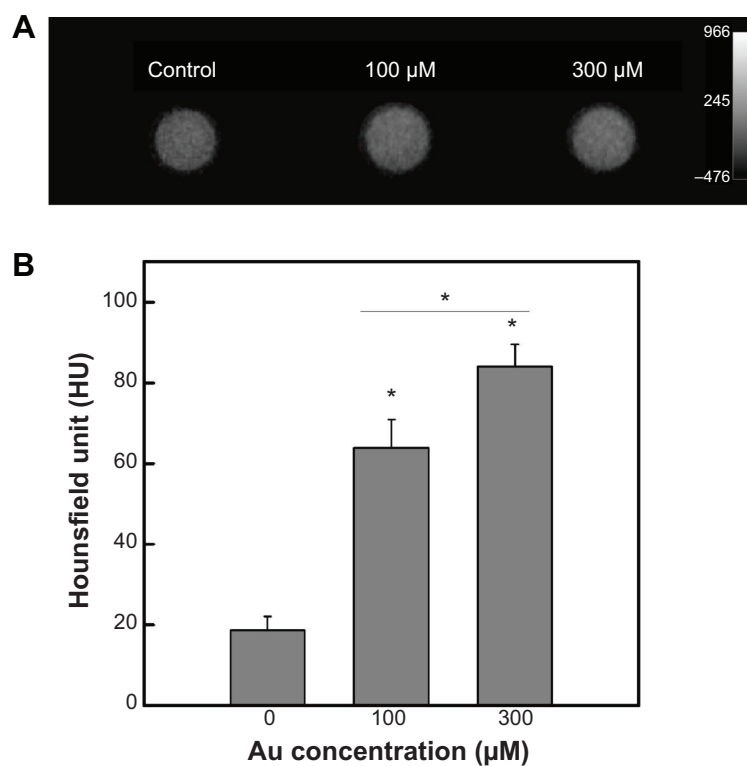 A
Control 100 µM 300 µM
966
245
–476
B
Hounsfield unit (HU)
100
80
60
40
20
0
*
*
*
0 100 300
Au concentration (µM)